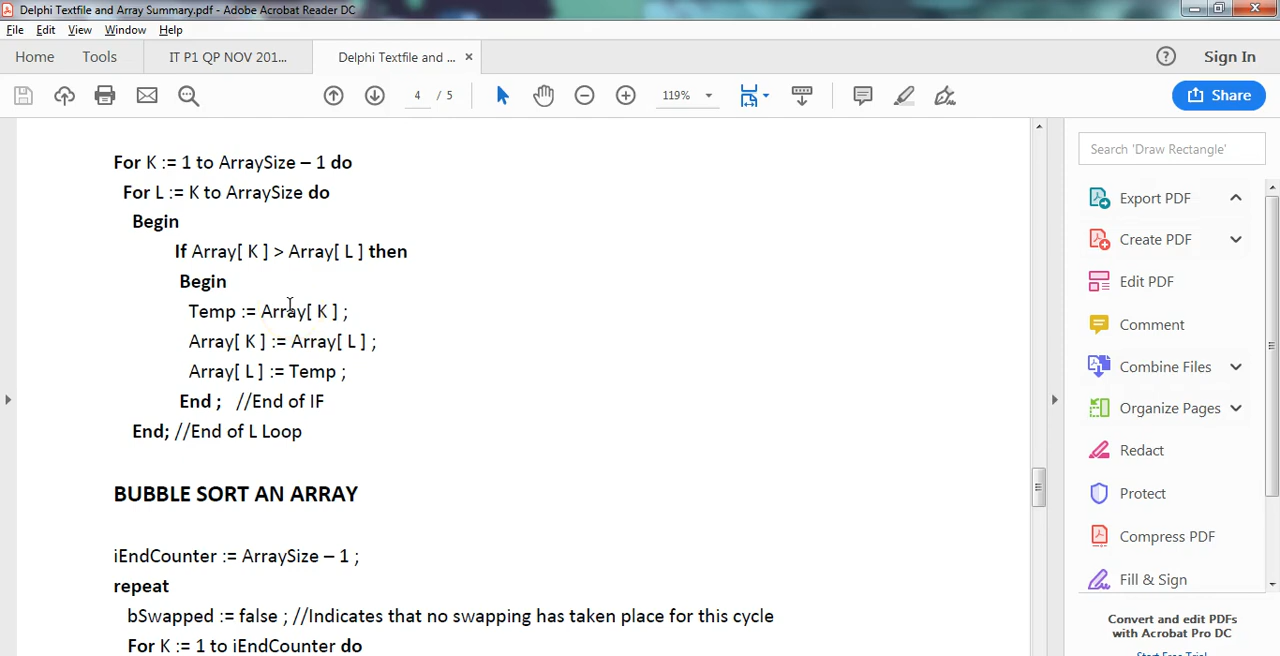 Delphi Textfile and Array Summary.pdf - Adobe Acrobat Reader DC
File Edit View Window Help
Home Tools IT P1 QP NOV 201... Delphi Textfile and ... ×
? Sign In
4 / 5 119% Share
For K := 1 to ArraySize – 1 do
For L := K to ArraySize do
Begin
If Array[ K ] > Array[ L ] then
Begin
Temp := Array[ K ] ;
Array[ K ] := Array[ L ] ;
Array[ L ] := Temp ;
End ; //End of IF
End; //End of L Loop
BUBBLE SORT AN ARRAY
iEndCounter := ArraySize – 1 ;
repeat
bSwapped := false ; //Indicates that no swapping has taken place for this cycle
For K := 1 to iEndCounter do
Search 'Draw Rectangle'
Export PDF
Create PDF
Edit PDF
Comment
Combine Files
Organize Pages
Redact
Protect
Compress PDF
Fill & Sign
Convert and edit PDFs
with Acrobat Pro DC
Start Free Trial